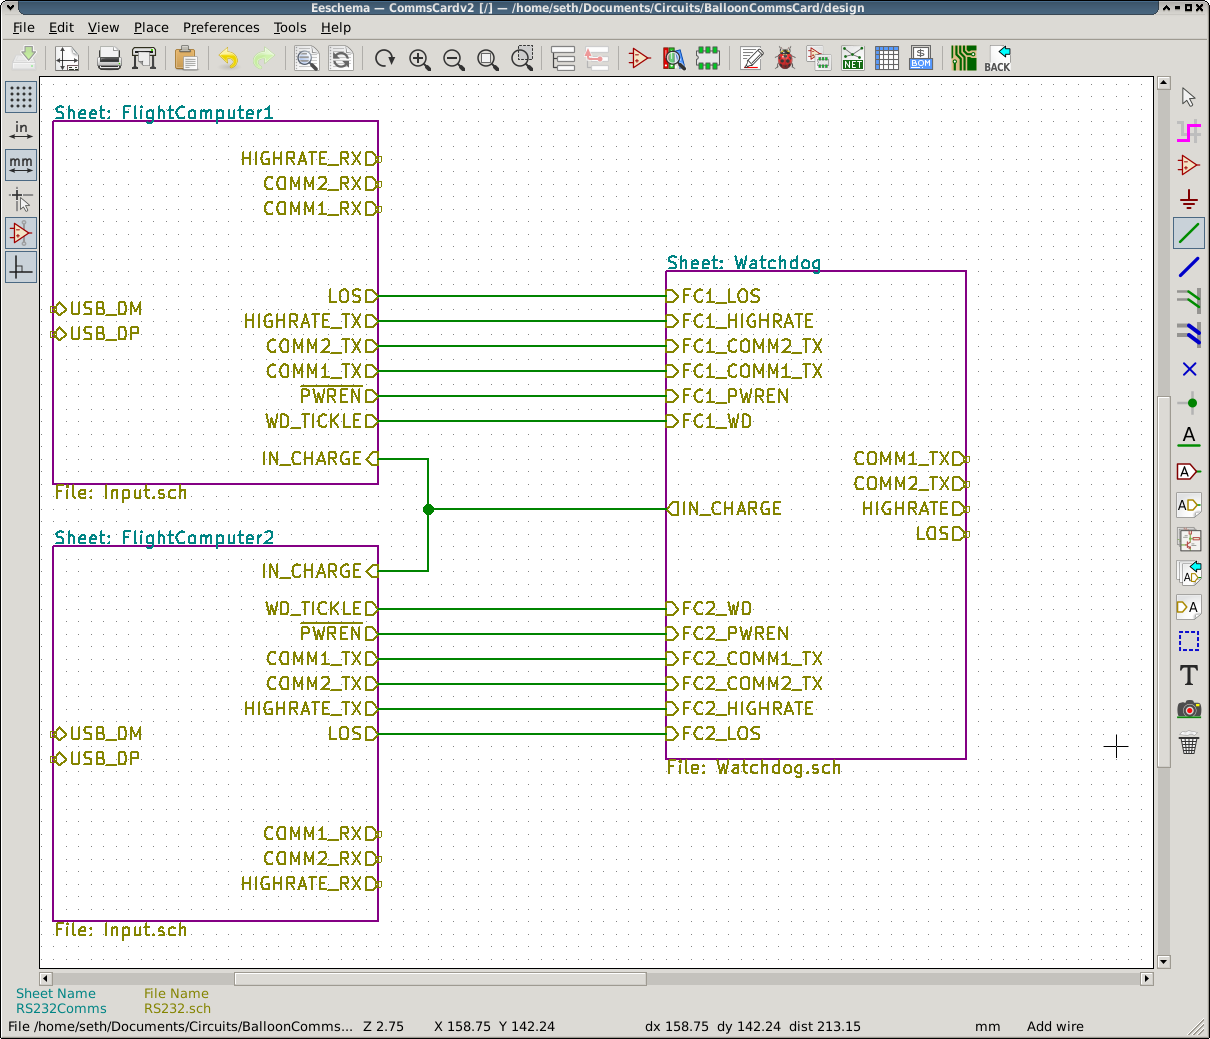 Eeschema — CommsCardv2 [/] — /home/seth/Documents/Circuits/BalloonCommsCard/design
File Edit View Place Preferences Tools Help
NET
$
BOM
BACK
in
mm
Sheet: FlightComputer1
HIGHRATE_RX
COMM2_RX
COMM1_RX
LOS
HIGHRATE_TX
COMM2_TX
COMM1_TX
PWREN
WD_TICKLE
IN_CHARGE
USB_DM
USB_DP
File: Input.sch
Sheet: FlightComputer2
IN_CHARGE
WD_TICKLE
PWREN
COMM1_TX
COMM2_TX
HIGHRATE_TX
LOS
USB_DM
USB_DP
COMM1_RX
COMM2_RX
HIGHRATE_RX
File: Input.sch
Sheet: Watchdog
FC1_LOS
FC1_HIGHRATE
FC1_COMM2_TX
FC1_COMM1_TX
FC1_PWREN
FC1_WD
IN_CHARGE
FC2_WD
FC2_PWREN
FC2_COMM1_TX
FC2_COMM2_TX
FC2_HIGHRATE
FC2_LOS
COMM1_TX
COMM2_TX
HIGHRATE
LOS
File: Watchdog.sch
A
A
A
A
A
T
Sheet Name File Name
RS232Comms RS232.sch
File /home/seth/Documents/Circuits/BalloonComms... Z 2.75 X 158.75 Y 142.24 dx 158.75 dy 142.24 dist 213.15 mm Add wire